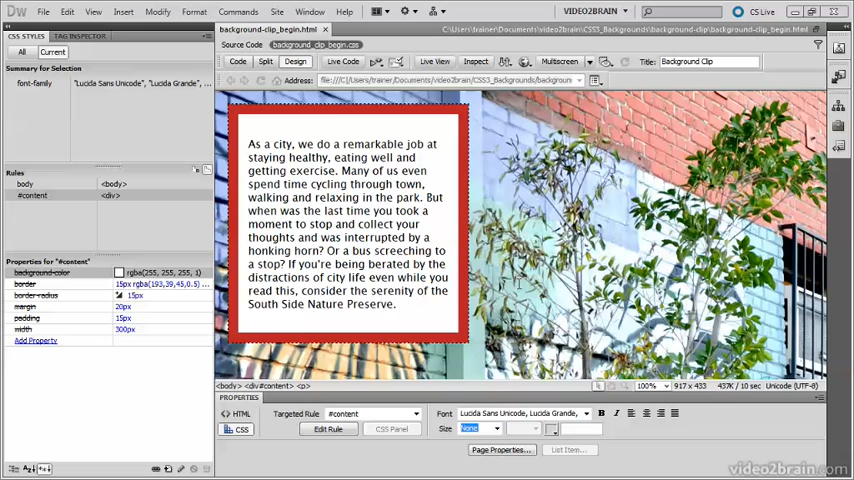 DW File Edit View Insert Modify Format Commands Site Window Help VIDEO2BRAIN CS Live
CSS STYLES TAG INSPECTOR
All Current
Summary for Selection
font-family "Lucida Sans Unicode", "Lucida Grande", ...
Rules
body <body>
#content <div>
Properties for "#content"
background-color rgba(255, 255, 255, 1)
border 15px rgba(193,39,45,0.5) ...
border-radius 15px
margin 20px
padding 15px
width 300px
Add Property
background-clip_begin.html C:\Users\trainer\Documents\video2brain\CSS3_Backgrounds\background-clip\background-clip_begin.html
Source Code background_clip_begin.css
Code Split Design Live Code Live View Inspect Multiscreen Title: Background Clip
Address: file:///C|/Users/trainer/Documents/video2brain/CSS3_Backgrounds/backgroun
As a city, we do a remarkable job at
staying healthy, eating well and
getting exercise. Many of us even
spend time cycling through town,
walking and relaxing in the park. But
when was the last time you took a
moment to stop and collect your
thoughts and was interrupted by a
honking horn? Or a bus screeching to
a stop? If you're being berated by the
distractions of city life even while you
read this, consider the serenity of the
South Side Nature Preserve.
<body> <div#content> <p> 100% 917 x 433 437K / 10 sec Unicode (UTF-8)
PROPERTIES
HTML Targeted Rule #content Font Lucida Sans Unicode, Lucida Grande, B I
CSS Edit Rule CSS Panel Size None
Page Properties... List Item...
video2brain.com